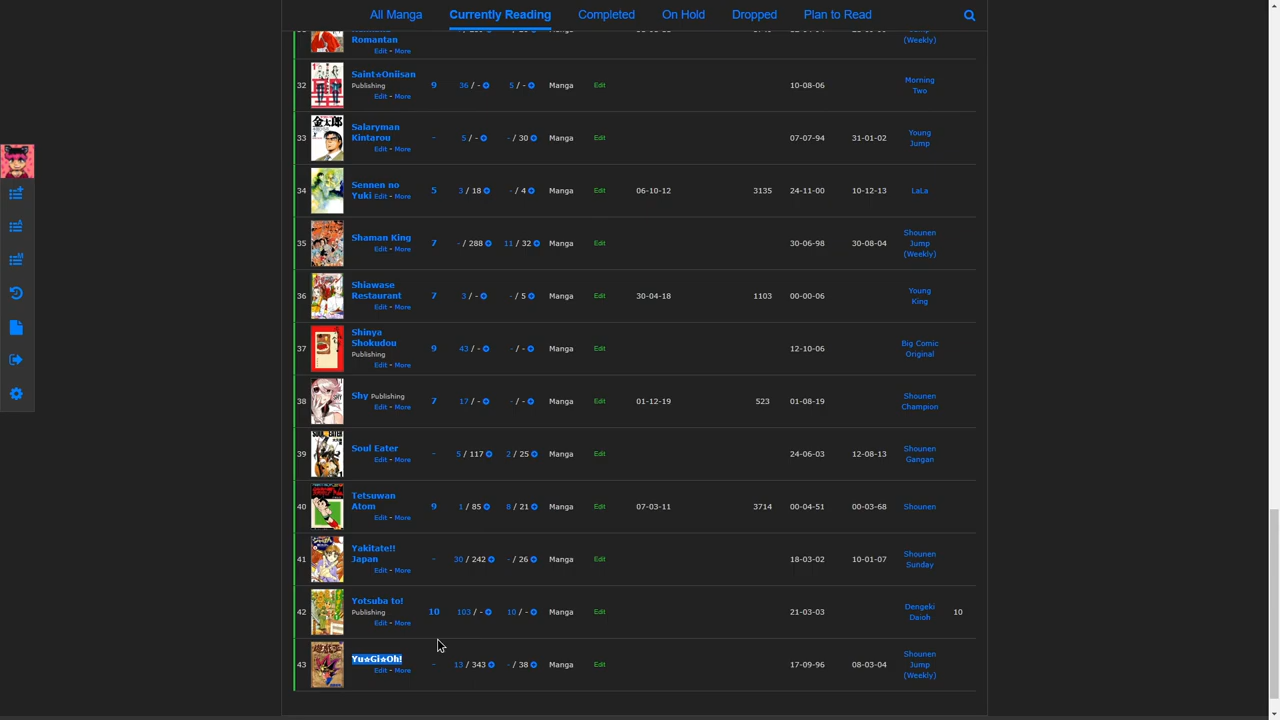 All Manga Currently Reading Completed On Hold Dropped Plan to Read
Romantan
Edit - More
(Weekly)
32 Saint☆Oniisan Publishing Edit - More 9 36 / - 5 / - Manga Edit 10-08-06 Morning Two
33 Salaryman Kintarou Edit - More - 5 / - - / 30 Manga Edit 07-07-94 31-01-02 Young Jump
34 Sennen no Yuki Edit - More 5 3 / 18 - / 4 Manga Edit 06-10-12 3135 24-11-00 10-12-13 LaLa
35 Shaman King Edit - More 7 - / 288 11 / 32 Manga Edit 30-06-98 30-08-04 Shounen Jump (Weekly)
36 Shiawase Restaurant Edit - More 7 3 / - - / 5 Manga Edit 30-04-18 1103 00-00-06 Young King
37 Shinya Shokudou Publishing Edit - More 9 43 / - - / - Manga Edit 12-10-06 Big Comic Original
38 Shy Publishing Edit - More 7 17 / - - / - Manga Edit 01-12-19 523 01-08-19 Shounen Champion
39 Soul Eater Edit - More - 5 / 117 2 / 25 Manga Edit 24-06-03 12-08-13 Shounen Gangan
40 Tetsuwan Atom Edit - More 9 1 / 85 8 / 21 Manga Edit 07-03-11 3714 00-04-51 00-03-68 Shounen
41 Yakitate!! Japan Edit - More - 30 / 242 - / 26 Manga Edit 18-03-02 10-01-07 Shounen Sunday
42 Yotsuba to! Publishing Edit - More 10 103 / - 10 / - Manga Edit 21-03-03 Dengeki Daioh 10
43 Yu☆Gi☆Oh! Edit - More - 13 / 343 - / 38 Manga Edit 17-09-96 08-03-04 Shounen Jump (Weekly)